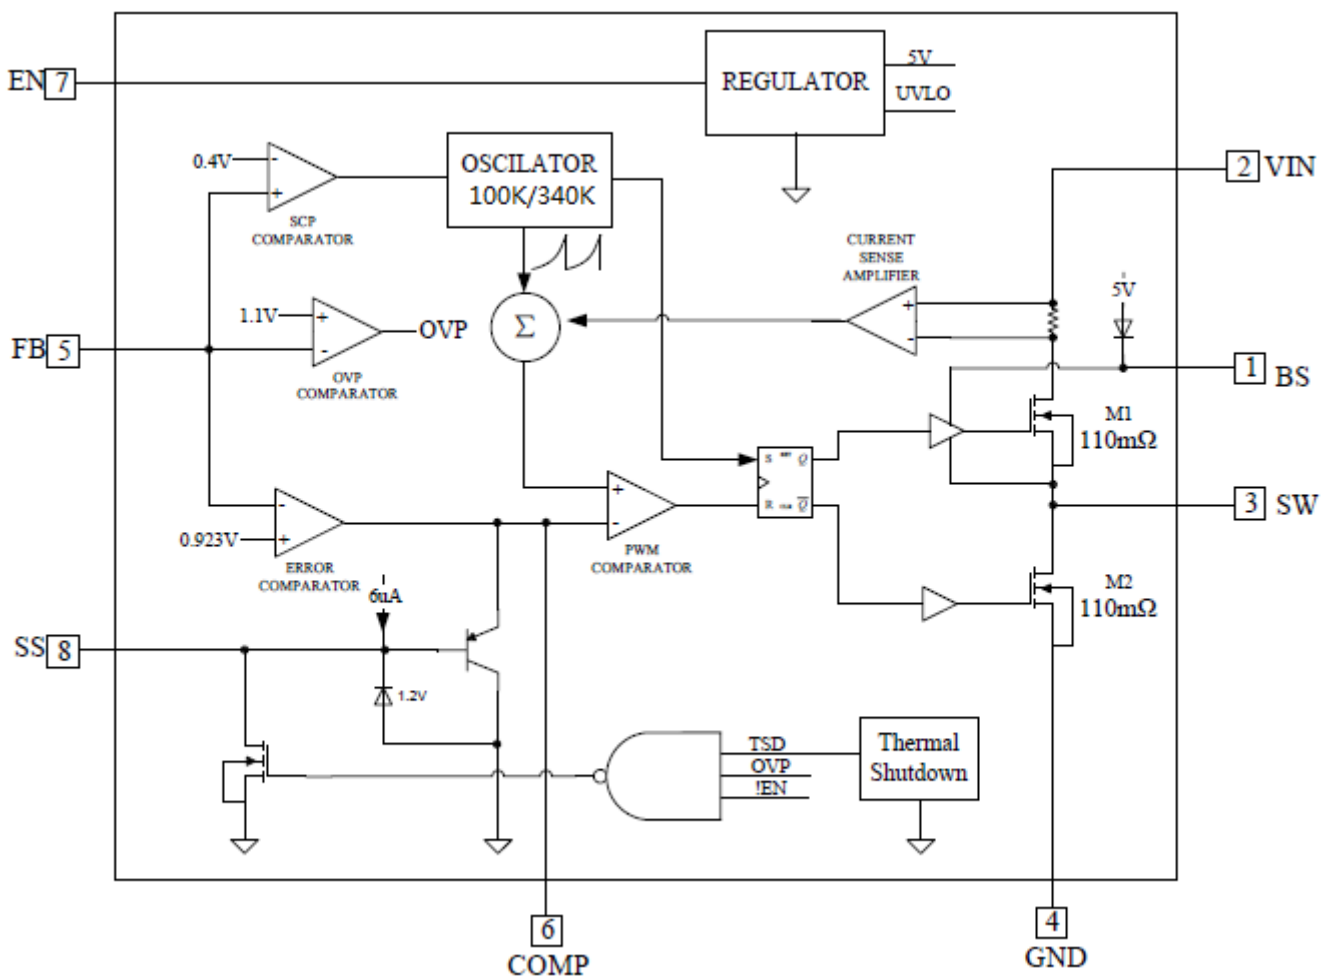 EN 7
REGULATOR
5V
UVLO
0.4V
-
+
SCP
COMPARATOR
OSCILATOR
100K/340K
2 VIN
CURRENT
SENSE
AMPLIFIER
+
-
5V
1.1V
+
-
OVP
OVP
COMPARATOR
Σ
FB 5
1 BS
M1
110mΩ
S SET Q
R CLR Q
3 SW
-
0.923V
+
ERROR
COMPARATOR
+
-
PWM
COMPARATOR
M2
110mΩ
6uA
SS 8
1.2V
TSD
OVP
!EN
Thermal
Shutdown
6
COMP
4
GND